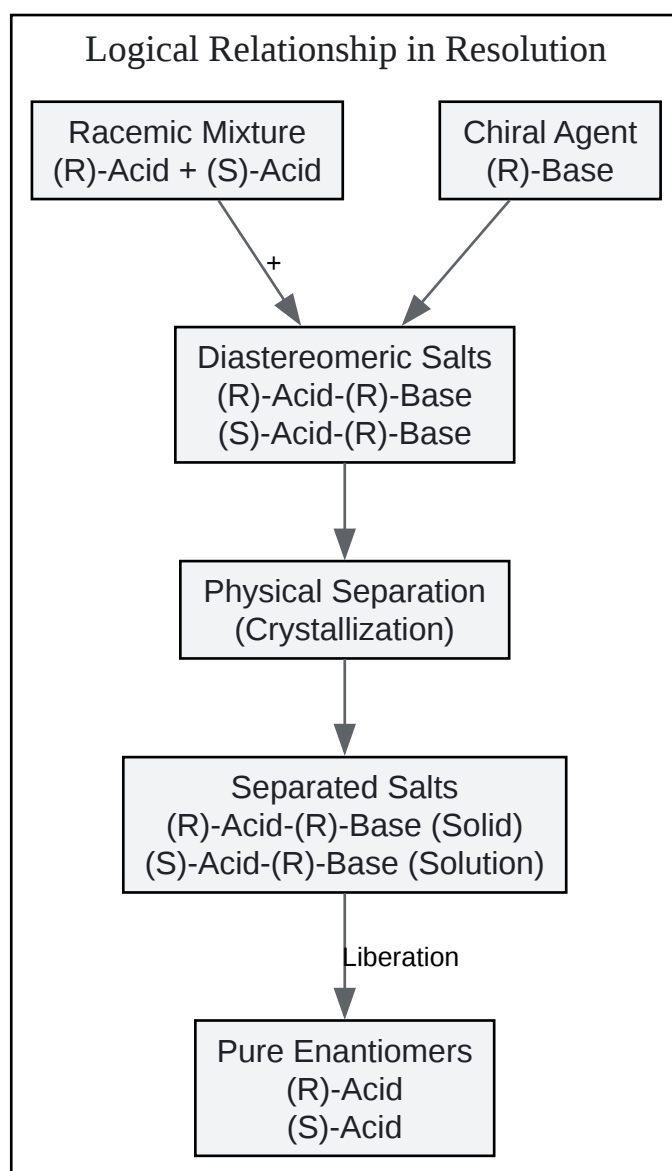 Logical Relationship in Resolution
Racemic Mixture
(R)-Acid + (S)-Acid
Chiral Agent
(R)-Base
+
Diastereomeric Salts
(R)-Acid-(R)-Base
(S)-Acid-(R)-Base
Physical Separation
(Crystallization)
Separated Salts
(R)-Acid-(R)-Base (Solid)
(S)-Acid-(R)-Base (Solution)
Liberation
Pure Enantiomers
(R)-Acid
(S)-Acid